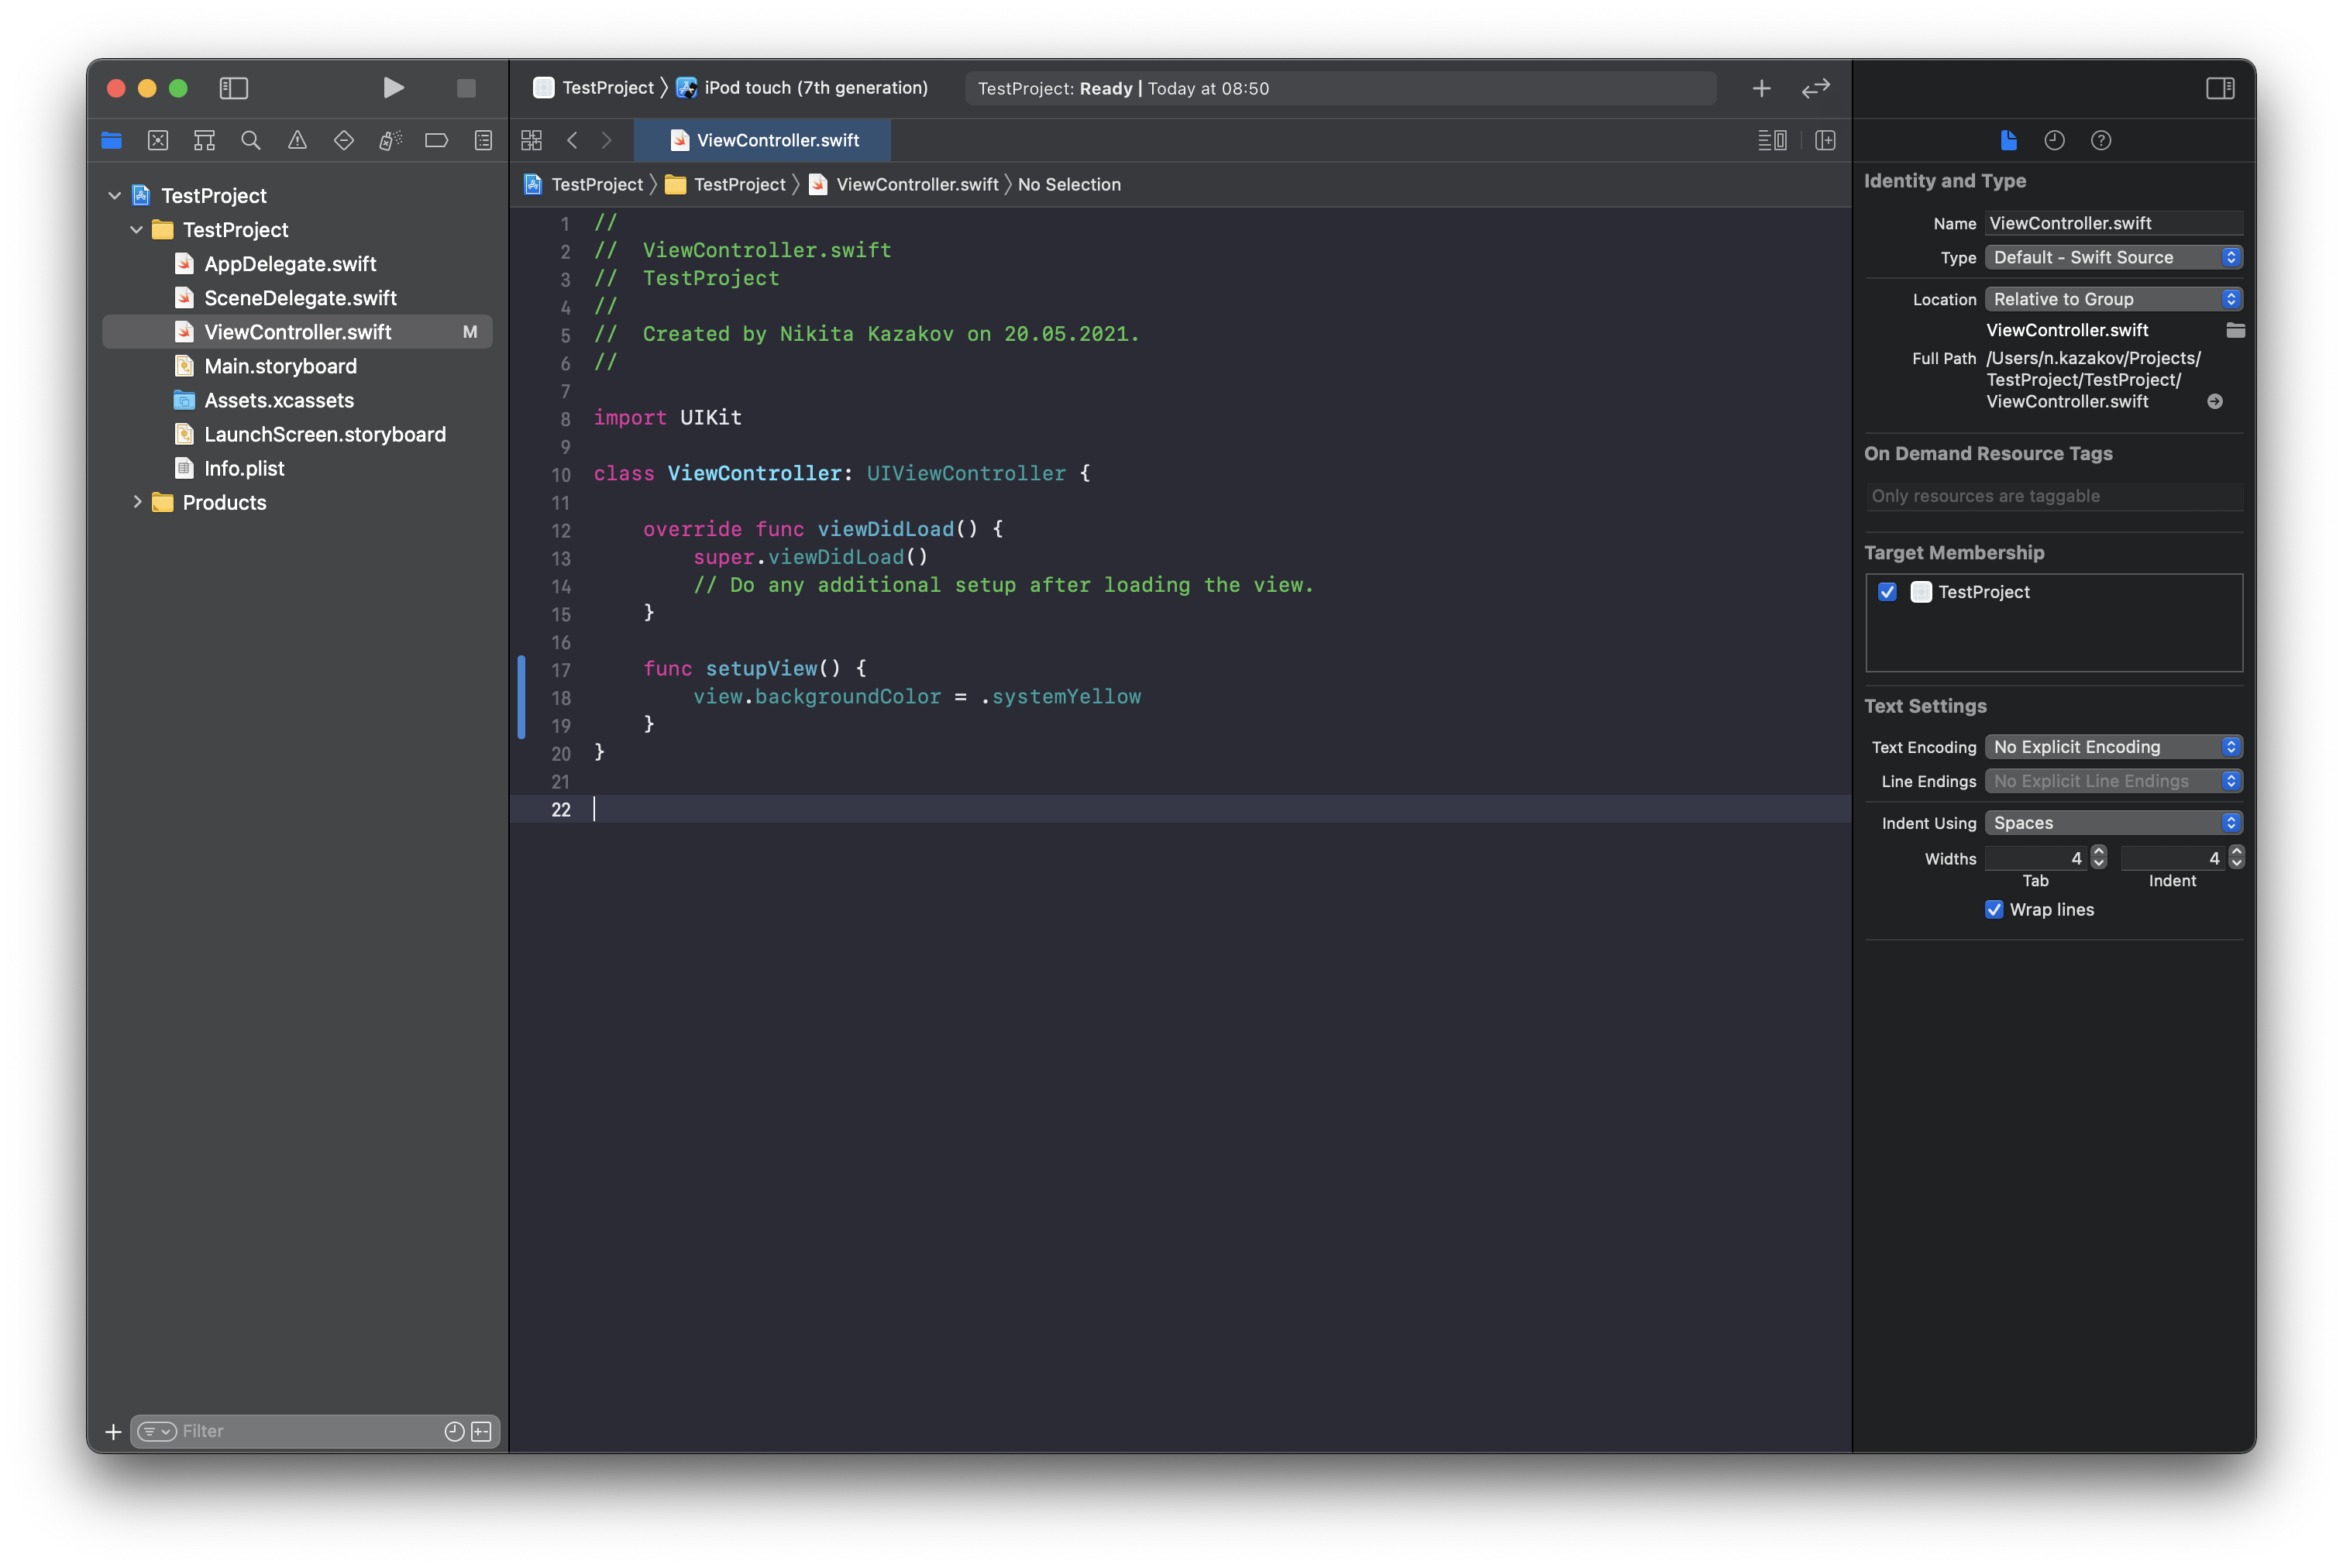 TestProject 〉 iPod touch (7th generation)
TestProject: Ready | Today at 08:50
ViewController.swift
TestProject
TestProject
AppDelegate.swift
SceneDelegate.swift
ViewController.swift M
Main.storyboard
Assets.xcassets
LaunchScreen.storyboard
Info.plist
Products
Filter
TestProject 〉 TestProject 〉 ViewController.swift 〉 No Selection
1 //
2 //  ViewController.swift
3 //  TestProject
4 //
5 //  Created by Nikita Kazakov on 20.05.2021.
6 //
7
8 import UIKit
9
10 class ViewController: UIViewController {
11
12     override func viewDidLoad() {
13         super.viewDidLoad()
14         // Do any additional setup after loading the view.
15     }
16
17     func setupView() {
18         view.backgroundColor = .systemYellow
19     }
20 }
21
22
Identity and Type
Name ViewController.swift
Type Default - Swift Source
Location Relative to Group
ViewController.swift
Full Path /Users/n.kazakov/Projects/
TestProject/TestProject/
ViewController.swift
On Demand Resource Tags
Only resources are taggable
Target Membership
TestProject
Text Settings
Text Encoding No Explicit Encoding
Line Endings No Explicit Line Endings
Indent Using Spaces
Widths 4 4
Tab Indent
Wrap lines